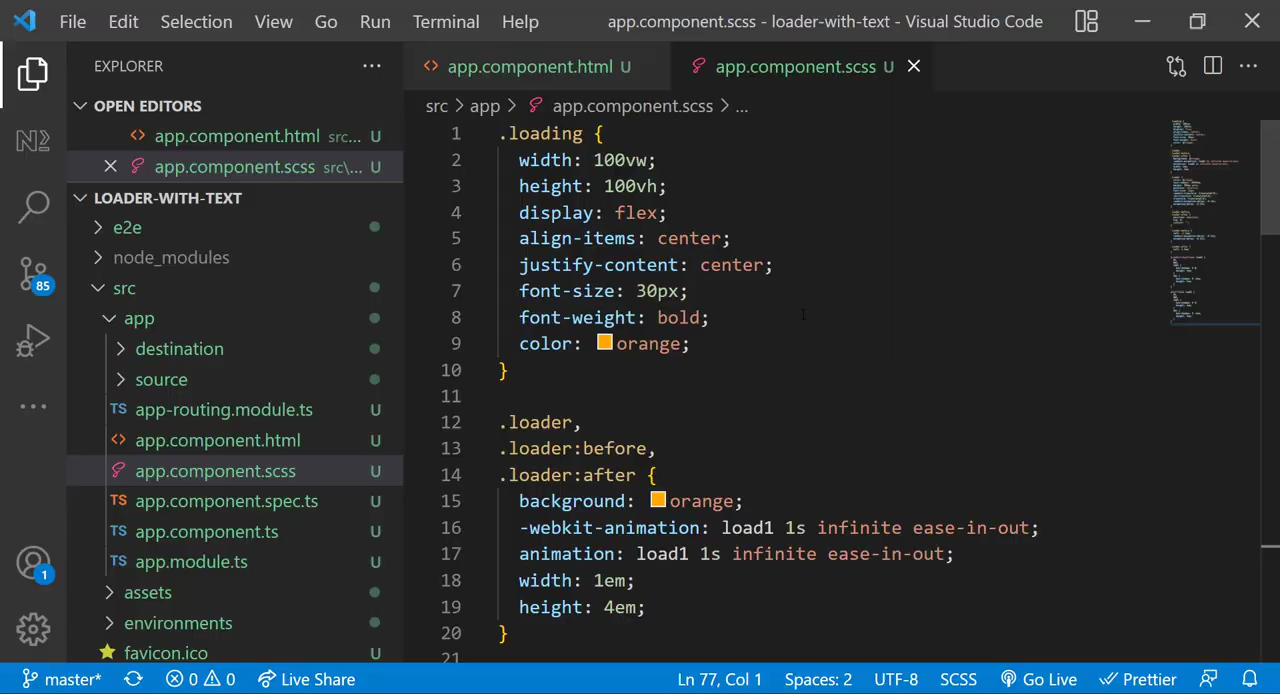 File Edit Selection View Go Run Terminal Help app.component.scss - loader-with-text - Visual Studio Code
EXPLORER
OPEN EDITORS
app.component.html src... U
app.component.scss src\... U
LOADER-WITH-TEXT
e2e
node_modules
src
app
destination
source
TS app-routing.module.ts U
app.component.html U
app.component.scss U
TS app.component.spec.ts U
TS app.component.ts U
TS app.module.ts U
assets
environments
favicon.ico U
85
1
app.component.html U app.component.scss U
src > app > app.component.scss > ...
1 .loading {
2 width: 100vw;
3 height: 100vh;
4 display: flex;
5 align-items: center;
6 justify-content: center;
7 font-size: 30px;
8 font-weight: bold;
9 color: orange;
10 }
11
12 .loader,
13 .loader:before,
14 .loader:after {
15 background: orange;
16 -webkit-animation: load1 1s infinite ease-in-out;
17 animation: load1 1s infinite ease-in-out;
18 width: 1em;
19 height: 4em;
20 }
21
master* 0 0 Live Share Ln 77, Col 1 Spaces: 2 UTF-8 SCSS Go Live Prettier